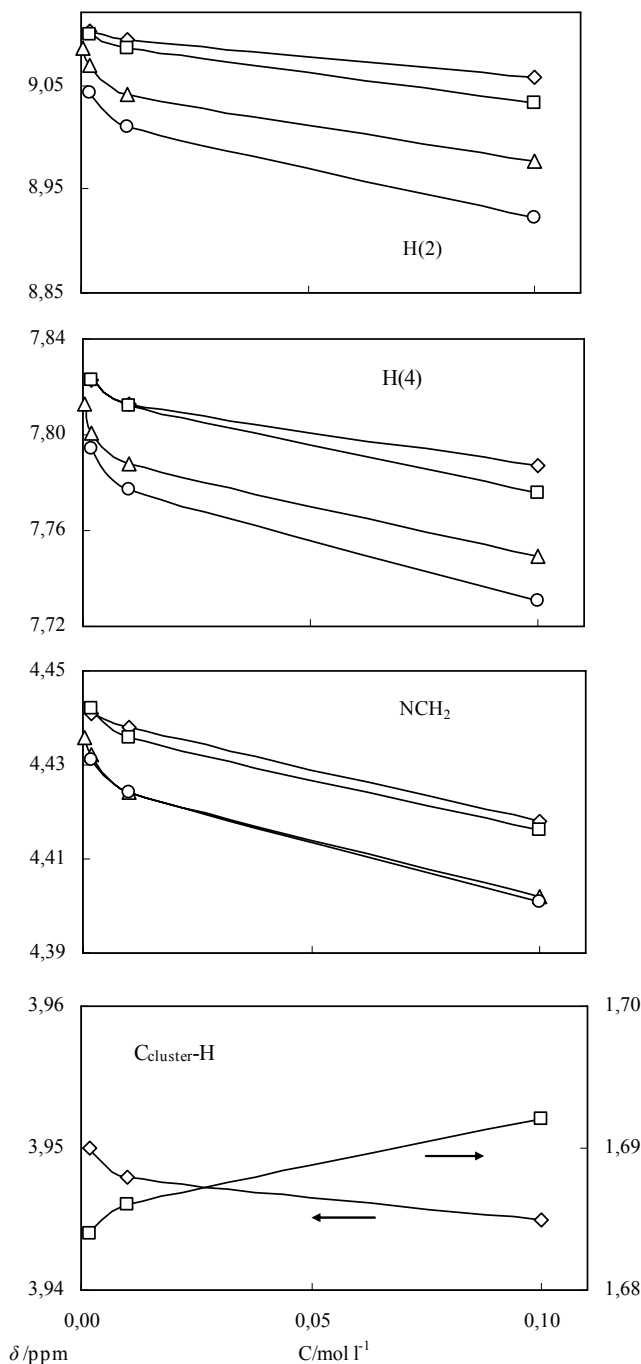 9,05
8,95
H(2)
8,85
7,84
H(4)
7,80
7,76
7,72
4,45
NCH₂
4,43
4,41
4,39
3,96 1,70
Ccluster-H
3,95 1,69
3,94 1,68
0,00 0,05 0,10
δ/ppm C/mol l⁻¹